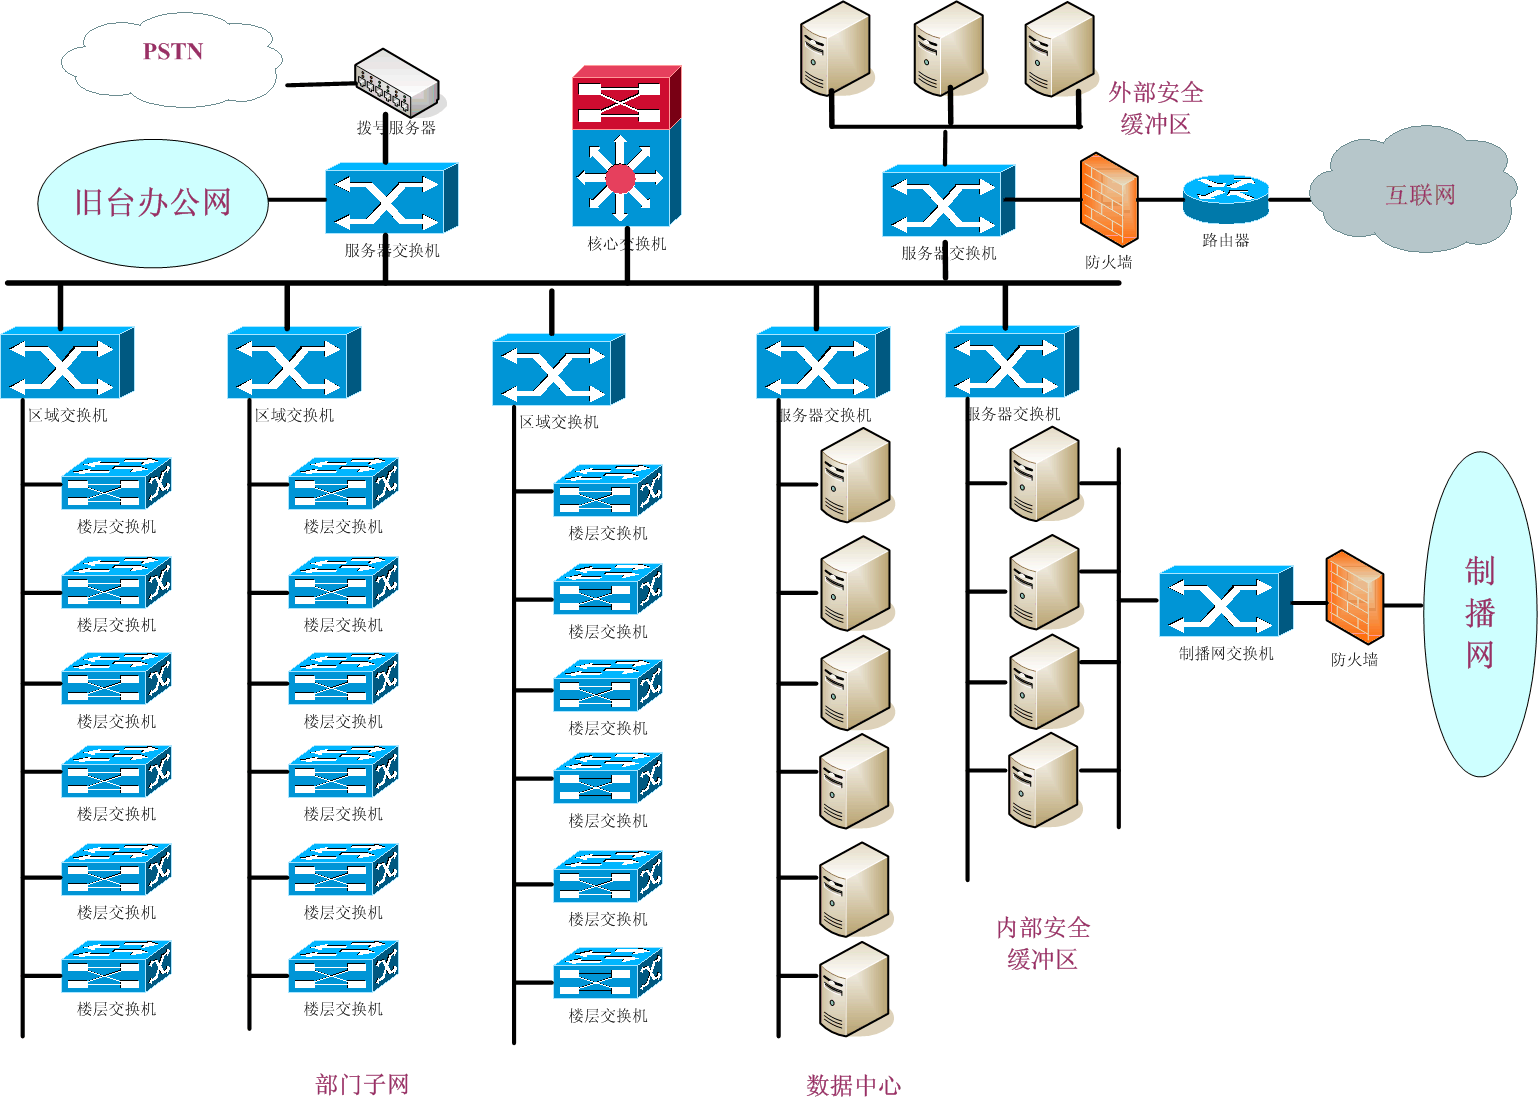 PSTN
拨号服务器
外部安全
缓冲区
旧台办公网
互联网
服务器交换机
核心交换机
服务器交换机
防火墙
路由器
区域交换机
区域交换机
区域交换机
服务器交换机
服务器交换机
楼层交换机
楼层交换机
楼层交换机
楼层交换机
楼层交换机
楼层交换机
制播网
制播网交换机
防火墙
楼层交换机
楼层交换机
楼层交换机
楼层交换机
楼层交换机
楼层交换机
楼层交换机
楼层交换机
楼层交换机
楼层交换机
楼层交换机
楼层交换机
内部安全
缓冲区
部门子网
数据中心